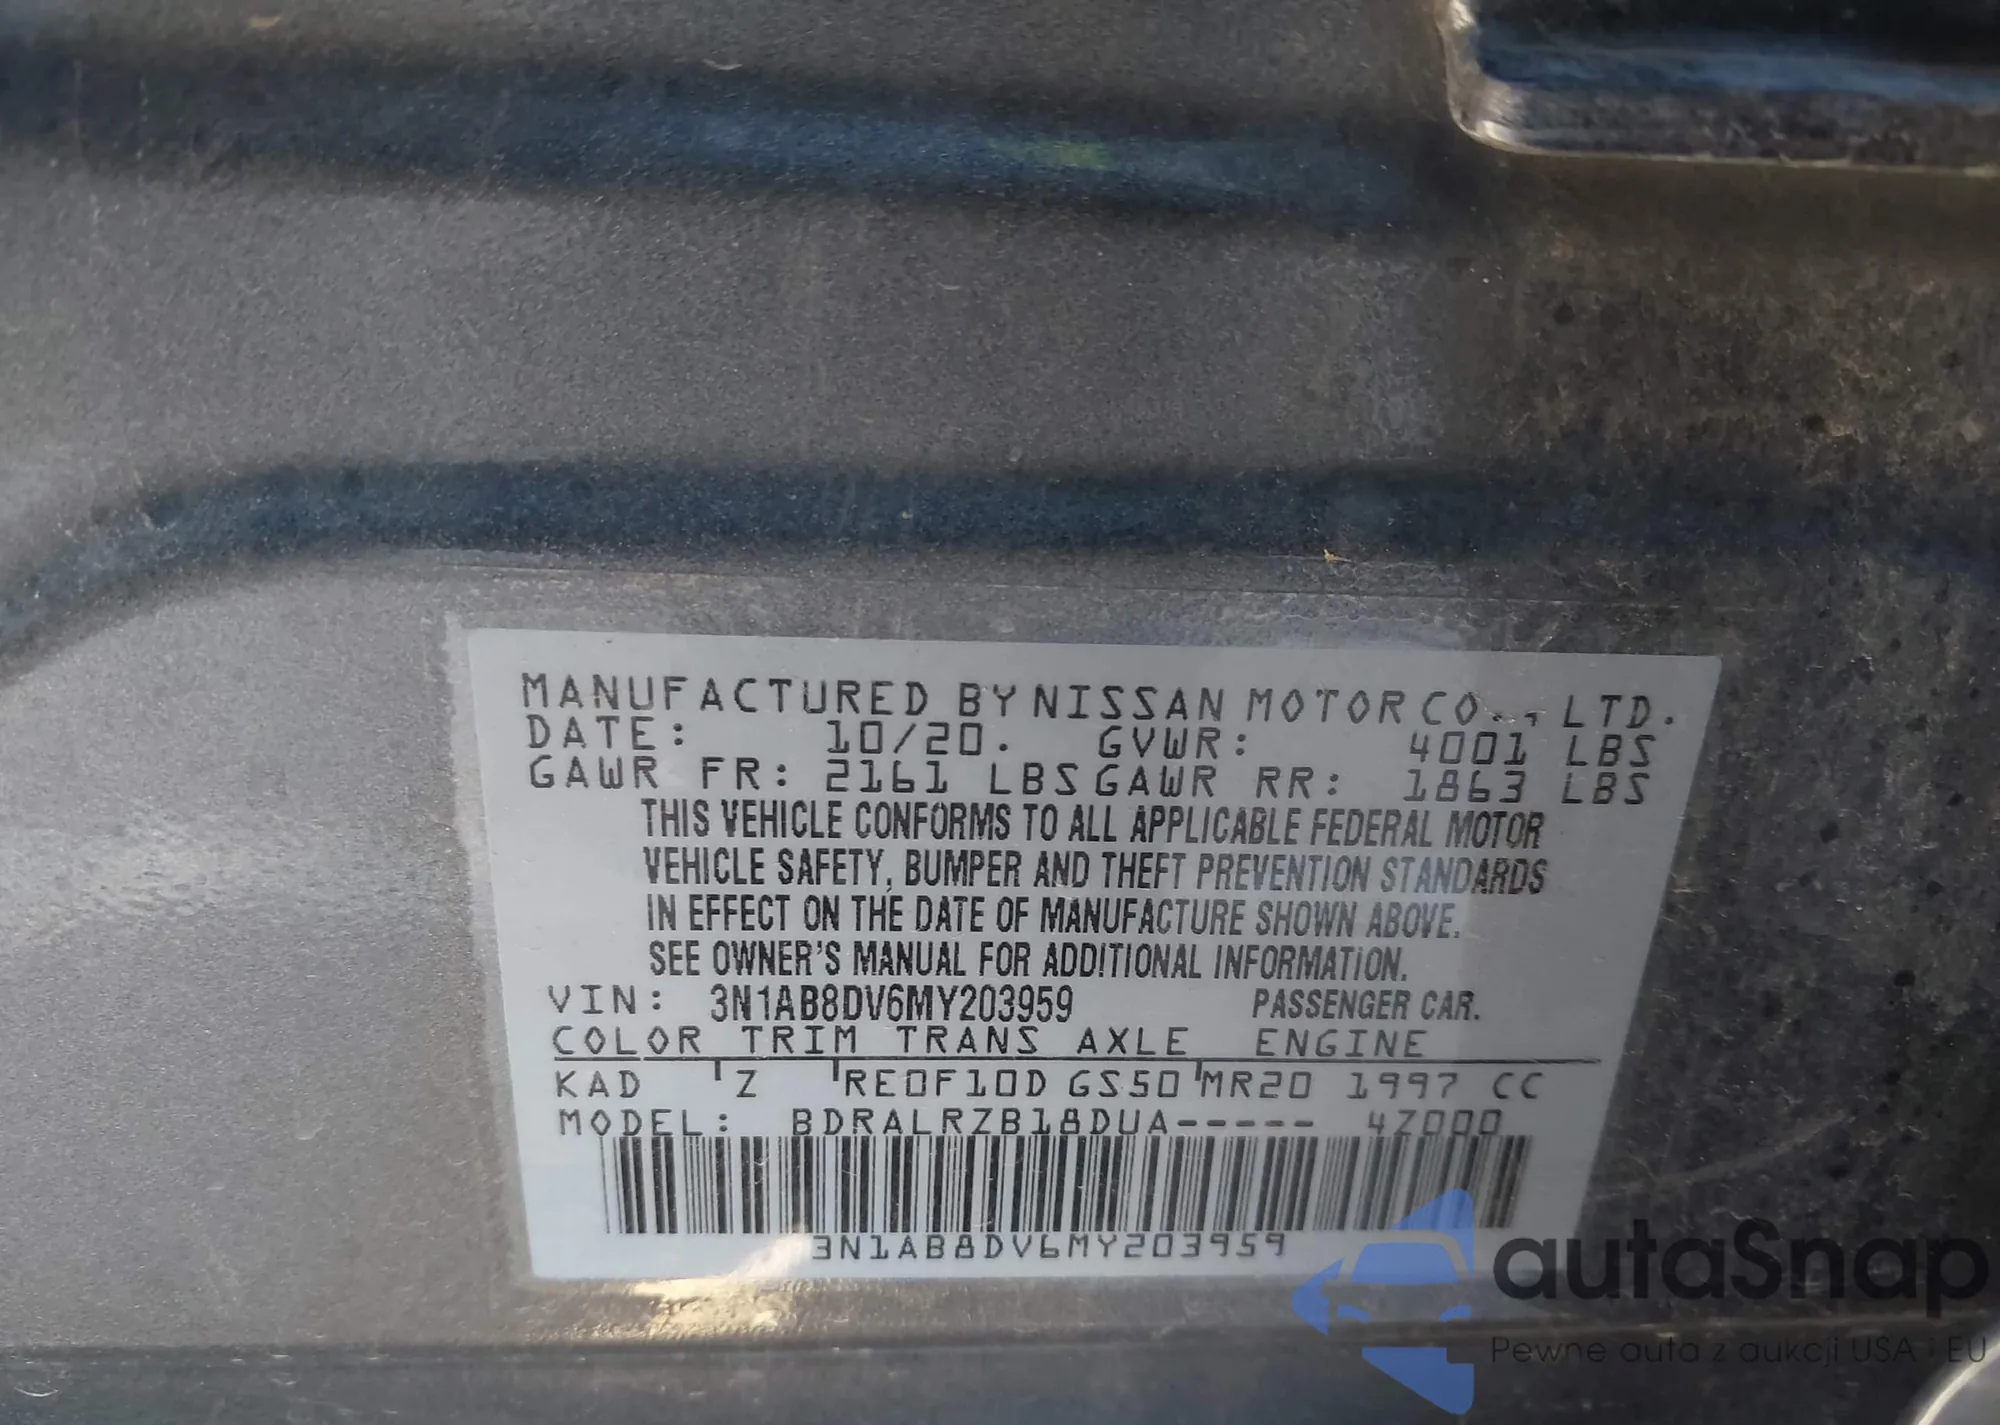 MANUFACTURED BY NISSAN MOTOR CO., LTD.
DATE: 10/20. GVWR: 4001 LBS
GAWR FR: 2161 LBS GAWR RR: 1863 LBS
THIS VEHICLE CONFORMS TO ALL APPLICABLE FEDERAL MOTOR
VEHICLE SAFETY, BUMPER AND THEFT PREVENTION STANDARDS
IN EFFECT ON THE DATE OF MANUFACTURE SHOWN ABOVE.
SEE OWNER'S MANUAL FOR ADDITIONAL INFORMATION.
VIN: 3N1AB8DV6MY203959 PASSENGER CAR.
COLOR TRIM TRANS AXLE ENGINE
KAD Z RE0F10D GS50 MR20 1997 CC
MODEL: BDRALRZB18DUA----- 4Z000
3N1AB8DV6MY203959
autaSnap
Pewne auta z aukcji USA i EU